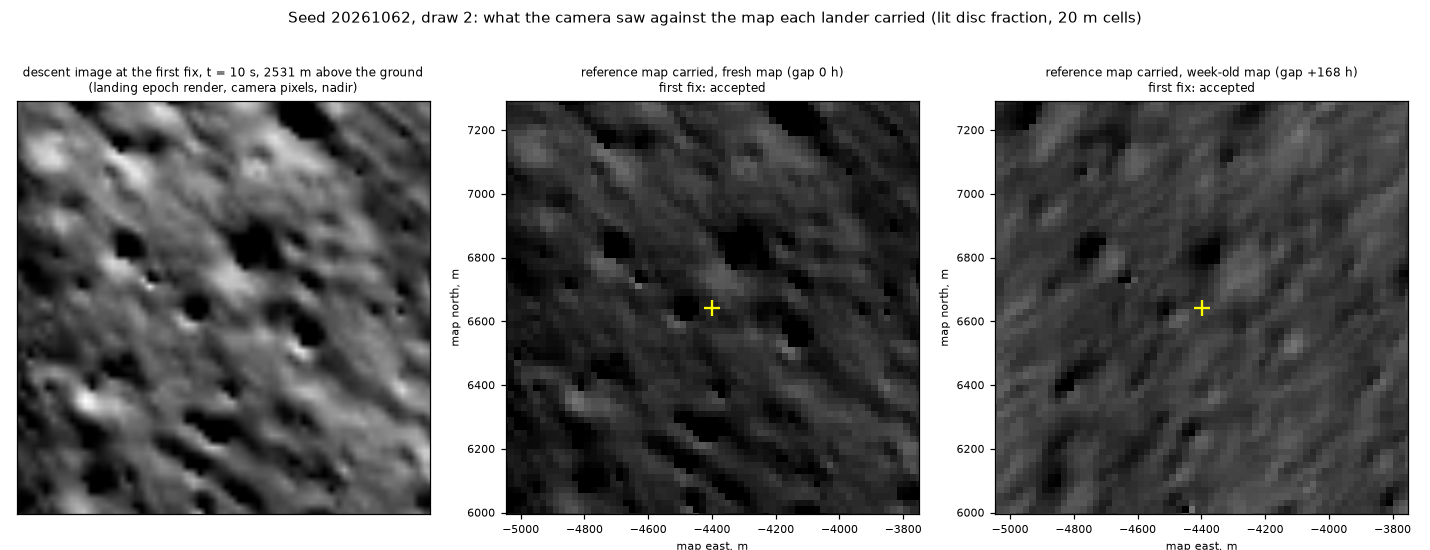 Seed 20261062, draw 2: what the camera saw against the map each lander carried (lit disc fraction, 20 m cells)
descent image at the first fix, t = 10 s, 2531 m above the ground
(landing epoch render, camera pixels, nadir)
reference map carried, fresh map (gap 0 h)
first fix: accepted
reference map carried, week-old map (gap +168 h)
first fix: accepted
map north, m
7200
7000
6800
6600
6400
6200
6000
−5000 −4800 −4600 −4400 −4200 −4000 −3800
map east, m
map north, m
7200
7000
6800
6600
6400
6200
6000
−5000 −4800 −4600 −4400 −4200 −4000 −3800
map east, m